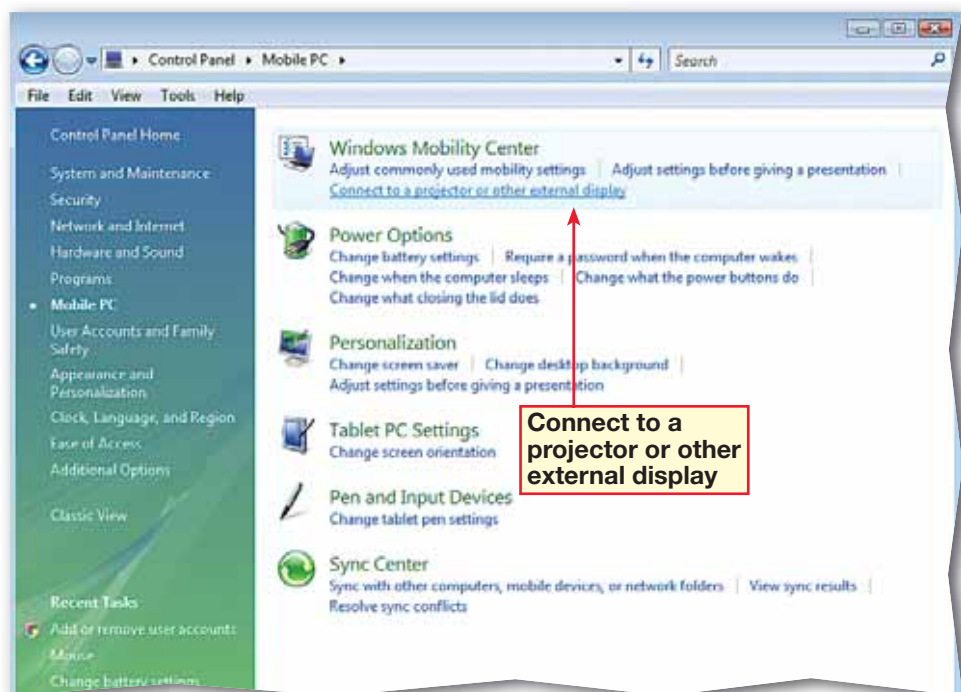 Control Panel Mobile PC
Search
File Edit View Tools Help
Control Panel Home
System and Maintenance
Security
Network and Internet
Hardware and Sound
Programs
Mobile PC
User Accounts and Family
Safety
Appearance and
Personalization
Clock, Language, and Region
Ease of Access
Additional Options
Classic View
Recent Tasks
Add or remove user accounts
Mouse
Change battery settings
Windows Mobility Center
Adjust commonly used mobility settings Adjust settings before giving a presentation
Connect to a projector or other external display
Power Options
Change battery settings Require a password when the computer wakes
Change when the computer sleeps Change what the power buttons do
Change what closing the lid does
Personalization
Change screen saver Change desktop background
Adjust settings before giving a presentation
Tablet PC Settings
Change screen orientation
Connect to a
projector or other
external display
Pen and Input Devices
Change tablet pen settings
Sync Center
Sync with other computers, mobile devices, or network folders View sync results
Resolve sync conflicts